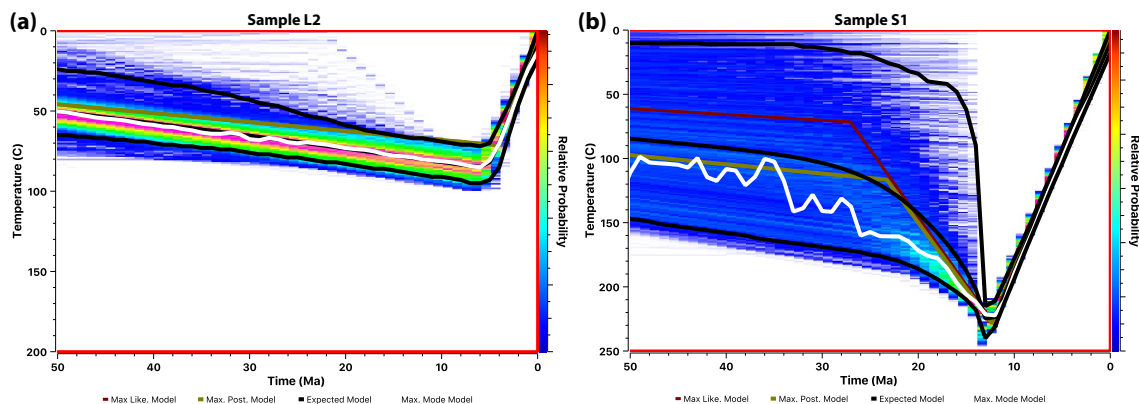 (a) Sample L2
0
50
100
150
200
Temperature (C)
50 40 30 20 10 0
Time (Ma)
Relative Probability
Max Like. Model Max. Post. Model Expected Model Max. Mode Model
(b) Sample S1
0
50
100
150
200
250
Temperature (C)
50 40 30 20 10 0
Time (Ma)
Relative Probability
Max Like. Model Max. Post. Model Expected Model Max. Mode Model